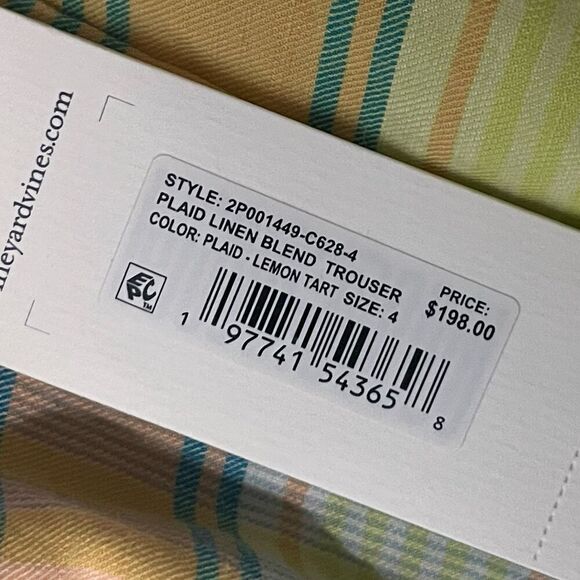 neyardvines.com
STYLE: 2P001449-C628-4
PLAID LINEN BLEND TROUSER
COLOR: PLAID - LEMON TART SIZE: 4
PRICE:
$198.00
EPC™
1 97741 54365 8